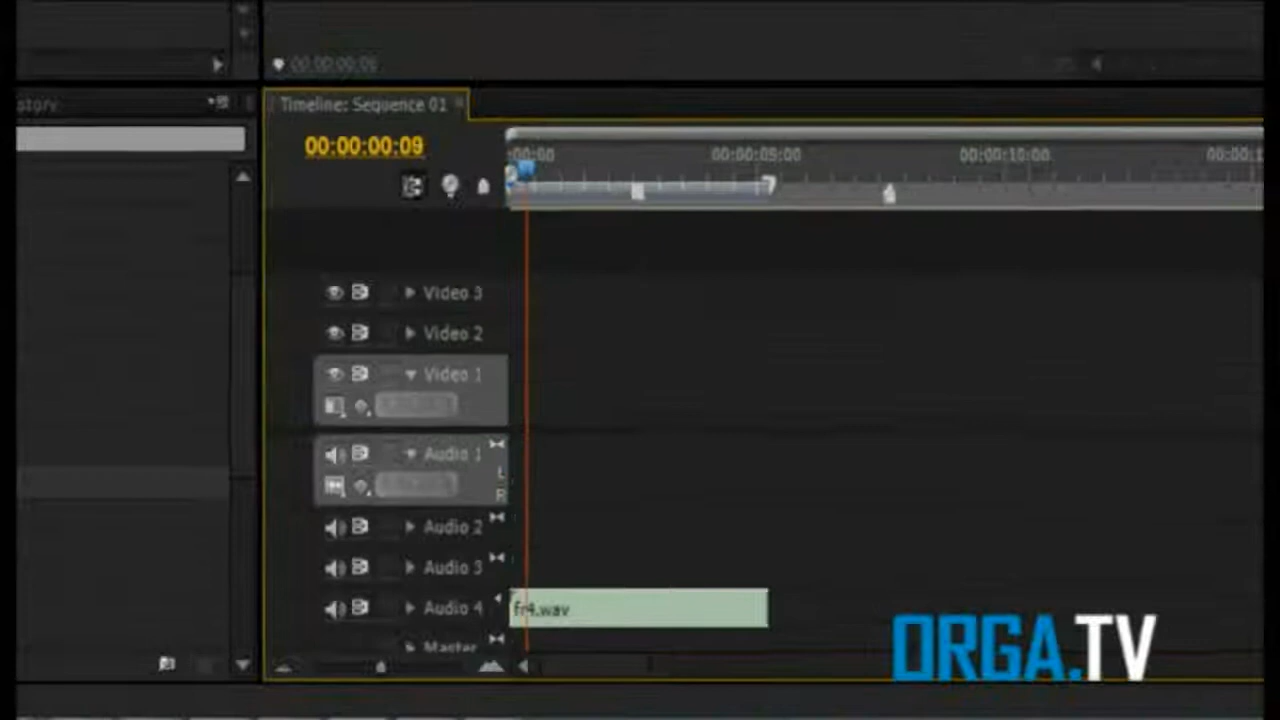 00:00:00:09
story
Timeline: Sequence 01
00:00:00:09
:00:00
00:00:05:00
00:00:10:00
00:00:1
Video 3
Video 2
Video 1
Audio 1
L
R
Audio 2
Audio 3
Audio 4
fr4.wav
Master
ORGA.TV